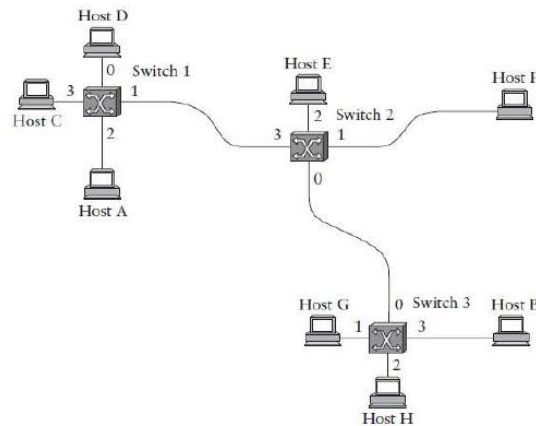 Host D
0 Switch 1
3 1
Host C
2
Host A
Host E
2 Switch 2
3 1
0
Host
Host G
0 Switch 3
1 3
2
Host
Host H